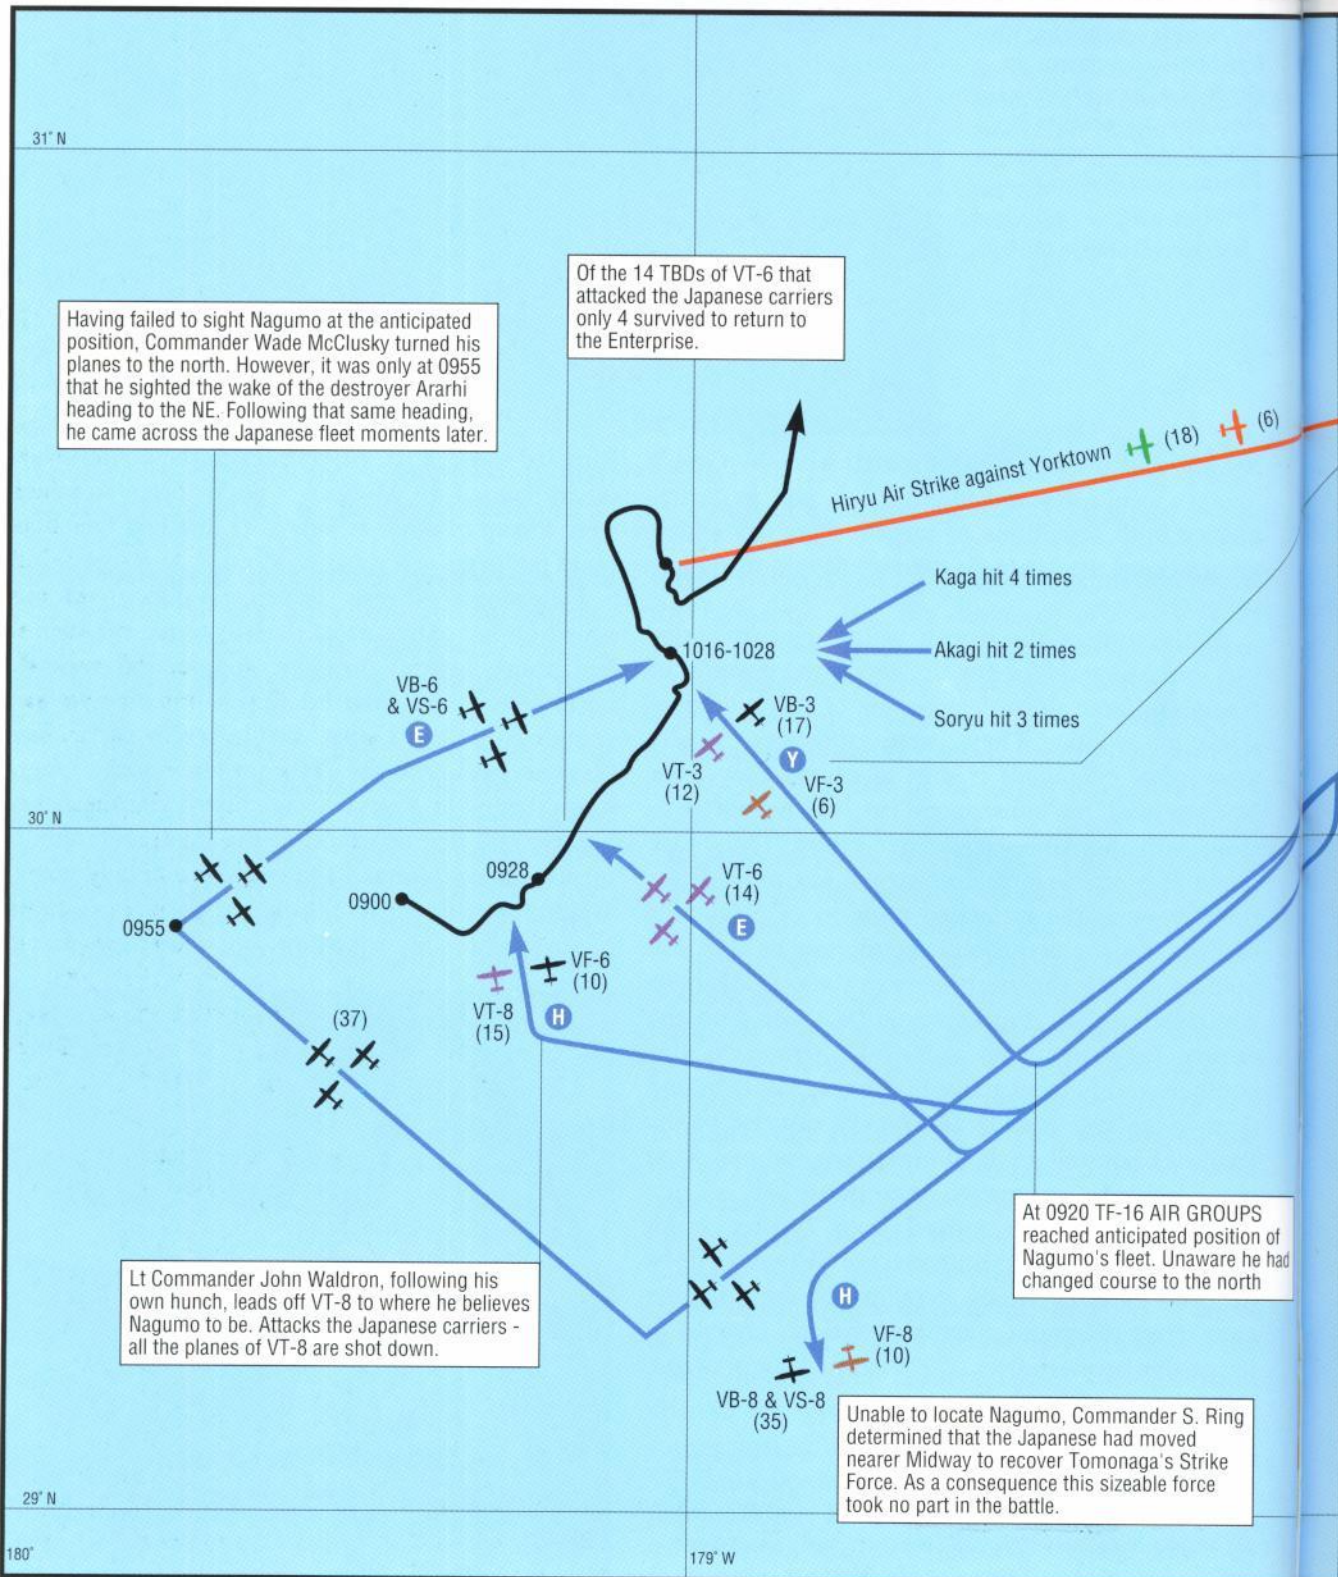 31° N
Of the 14 TBDs of VT-6 that
attacked the Japanese carriers
only 4 survived to return to
the Enterprise.
Having failed to sight Nagumo at the anticipated
position, Commander Wade McClusky turned his
planes to the north. However, it was only at 0955
that he sighted the wake of the destroyer Ararhi
heading to the NE. Following that same heading,
he came across the Japanese fleet moments later.
Hiryu Air Strike against Yorktown (18) (6)
Kaga hit 4 times
1016-1028
Akagi hit 2 times
Soryu hit 3 times
VB-6
& VS-6
E
VB-3
(17)
Y
VT-3
(12)
VF-3
(6)
30° N
0928
0900
0955
VT-6
(14)
E
VF-6
(10)
VT-8
(15)
H
(37)
At 0920 TF-16 AIR GROUPS
reached anticipated position of
Nagumo's fleet. Unaware he had
changed course to the north
Lt Commander John Waldron, following his
own hunch, leads off VT-8 to where he believes
Nagumo to be. Attacks the Japanese carriers -
all the planes of VT-8 are shot down.
H
VF-8
(10)
VB-8 & VS-8
(35)
Unable to locate Nagumo, Commander S. Ring
determined that the Japanese had moved
nearer Midway to recover Tomonaga's Strike
Force. As a consequence this sizeable force
took no part in the battle.
29° N
180°
179° W